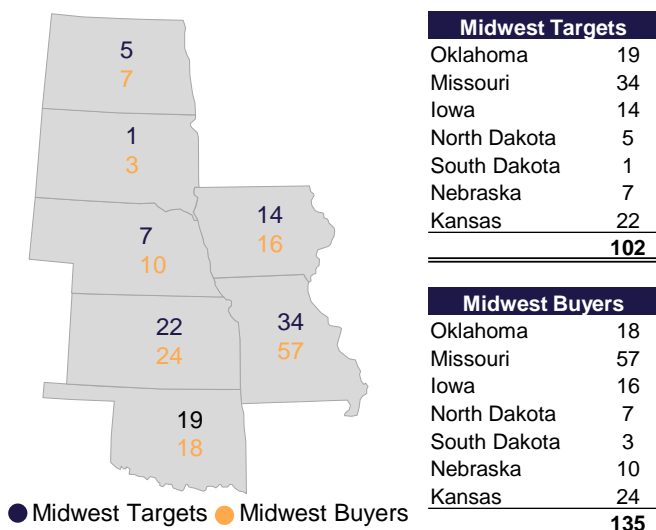 5
7
1
3
7
10
14
16
22
24
34
57
19
18
Midwest Targets Midwest Buyers
Midwest Targets
Oklahoma 19
Missouri 34
Iowa 14
North Dakota 5
South Dakota 1
Nebraska 7
Kansas 22
102
Midwest Buyers
Oklahoma 18
Missouri 57
Iowa 16
North Dakota 7
South Dakota 3
Nebraska 10
Kansas 24
135